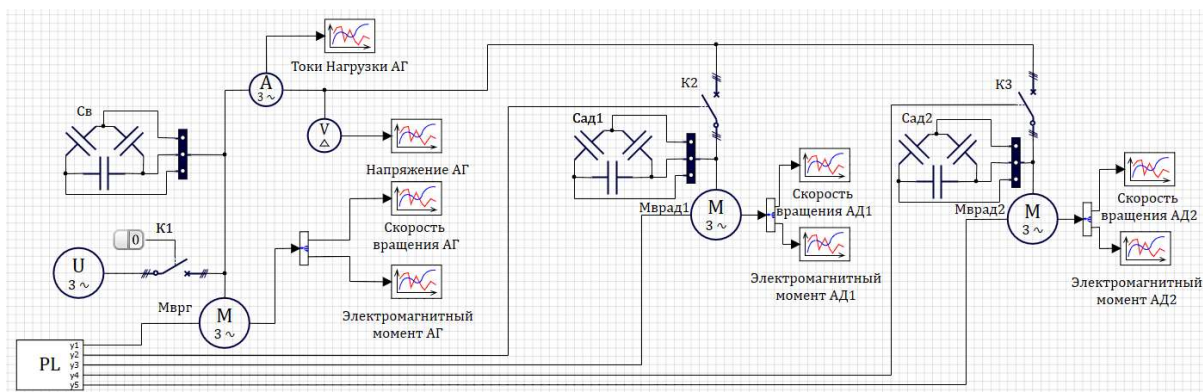 Токи Нагрузки АГ
А
3 ~
К2
К3
Св
Сад1
Сад2
V
Напряжение АГ
Скорость
вращения АД1
Скорость
вращения АД2
Мврад1
M
3 ~
Мврад2
M
3 ~
К1
0
Скорость
вращения АГ
U
3 ~
Электромагнитный
момент АД1
Электромагнитный
момент АД2
Мврг
M
3 ~
Электромагнитный
момент АГ
PL
y1
y2
y3
y4
y5